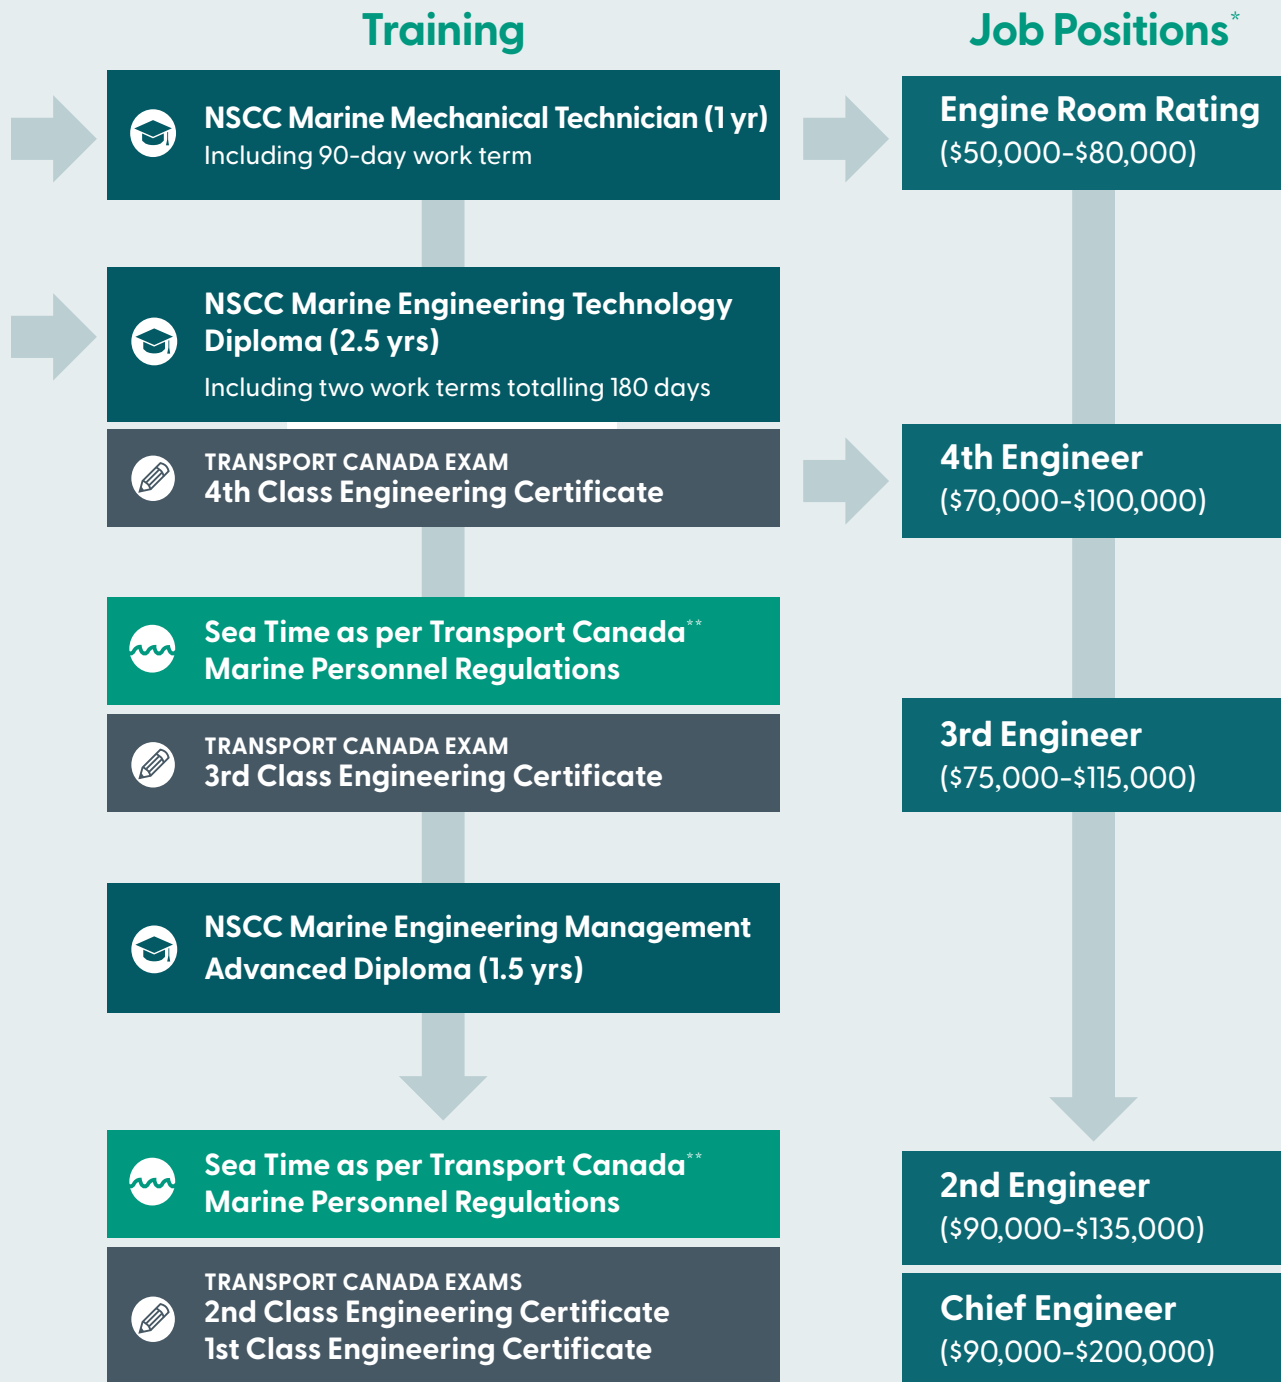 Training
Job Positions*
NSCC Marine Mechanical Technician (1 yr)
Including 90-day work term
Engine Room Rating
($50,000-$80,000)
NSCC Marine Engineering Technology
Diploma (2.5 yrs)
Including two work terms totalling 180 days
TRANSPORT CANADA EXAM
4th Class Engineering Certificate
4th Engineer
($70,000-$100,000)
Sea Time as per Transport Canada**
Marine Personnel Regulations
TRANSPORT CANADA EXAM
3rd Class Engineering Certificate
3rd Engineer
($75,000-$115,000)
NSCC Marine Engineering Management
Advanced Diploma (1.5 yrs)
Sea Time as per Transport Canada**
Marine Personnel Regulations
2nd Engineer
($90,000-$135,000)
TRANSPORT CANADA EXAMS
2nd Class Engineering Certificate
1st Class Engineering Certificate
Chief Engineer
($90,000-$200,000)